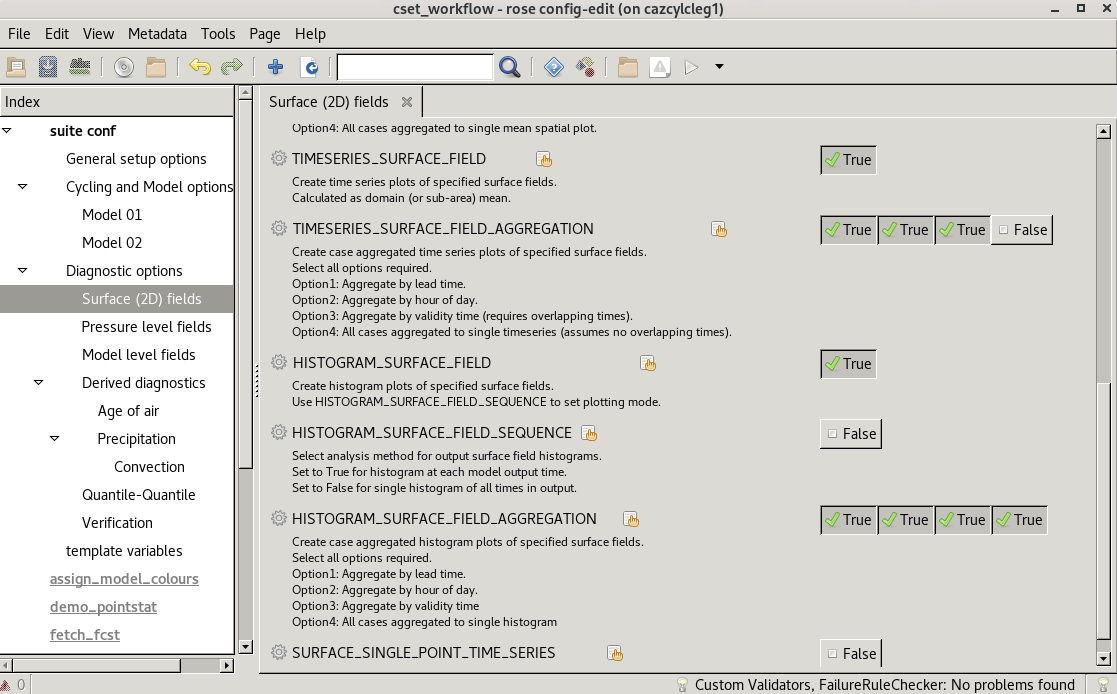 cset_workflow - rose config-edit (on cazcylcleg1)
File Edit View Metadata Tools Page Help
Index
suite conf
General setup options
Cycling and Model options
Model 01
Model 02
Diagnostic options
Surface (2D) fields
Pressure level fields
Model level fields
Derived diagnostics
Age of air
Precipitation
Convection
Quantile-Quantile
Verification
template variables
assign_model_colours
demo_pointstat
fetch_fcst
Surface (2D) fields
Option4: All cases aggregated to single mean spatial plot.
TIMESERIES_SURFACE_FIELD True
Create time series plots of specified surface fields.
Calculated as domain (or sub-area) mean.
TIMESERIES_SURFACE_FIELD_AGGREGATION True True True False
Create case aggregated time series plots of specified surface fields.
Select all options required.
Option1: Aggregate by lead time.
Option2: Aggregate by hour of day.
Option3: Aggregate by validity time (requires overlapping times).
Option4: All cases aggregated to single timeseries (assumes no overlapping times).
HISTOGRAM_SURFACE_FIELD True
Create histogram plots of specified surface fields.
Use HISTOGRAM_SURFACE_FIELD_SEQUENCE to set plotting mode.
HISTOGRAM_SURFACE_FIELD_SEQUENCE False
Select analysis method for output surface field histograms.
Set to True for histogram at each model output time.
Set to False for single histogram of all times in output.
HISTOGRAM_SURFACE_FIELD_AGGREGATION True True True True
Create case aggregated histogram plots of specified surface fields.
Select all options required.
Option1: Aggregate by lead time.
Option2: Aggregate by hour of day.
Option3: Aggregate by validity time
Option4: All cases aggregated to single histogram
SURFACE_SINGLE_POINT_TIME_SERIES False
0
Custom Validators, FailureRuleChecker: No problems found